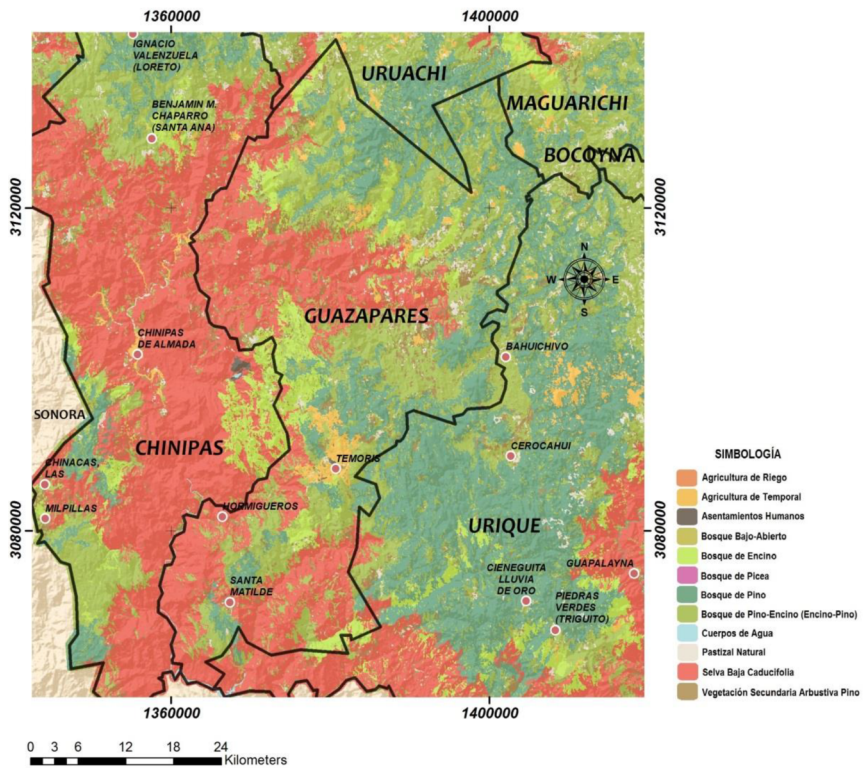 1360000
1400000
IGNACIO
VALENZUELA
(LORETO)
URUACHI
MAGUARICHI
BENJAMIN M.
CHAPARRO
(SANTA ANA)
BOCOYNA
3120000
3120000
N
W
E
S
GUAZAPARES
CHINIPAS
DE ALMADA
BAHUICHIVO
SONORA
CHINIPAS
TEMORIS
CEROCAHUI
CHINACAS,
LAS
MILPILLAS
HORMIGUEROS
URIQUE
3080000
3080000
GUAPALAYNA
CIENEGUITA
LLUVIA
DE ORO
SANTA
MATILDE
PIEDRAS
VERDES
(TRIGUITO)
1360000
1400000
0 3 6 12 18 24
Kilometers
SIMBOLOGÍA
Agricultura de Riego
Agricultura de Temporal
Asentamientos Humanos
Bosque Bajo-Abierto
Bosque de Encino
Bosque de Picea
Bosque de Pino
Bosque de Pino-Encino (Encino-Pino)
Cuerpos de Agua
Pastizal Natural
Selva Baja Caducifolia
Vegetación Secundaria Arbustiva Pino